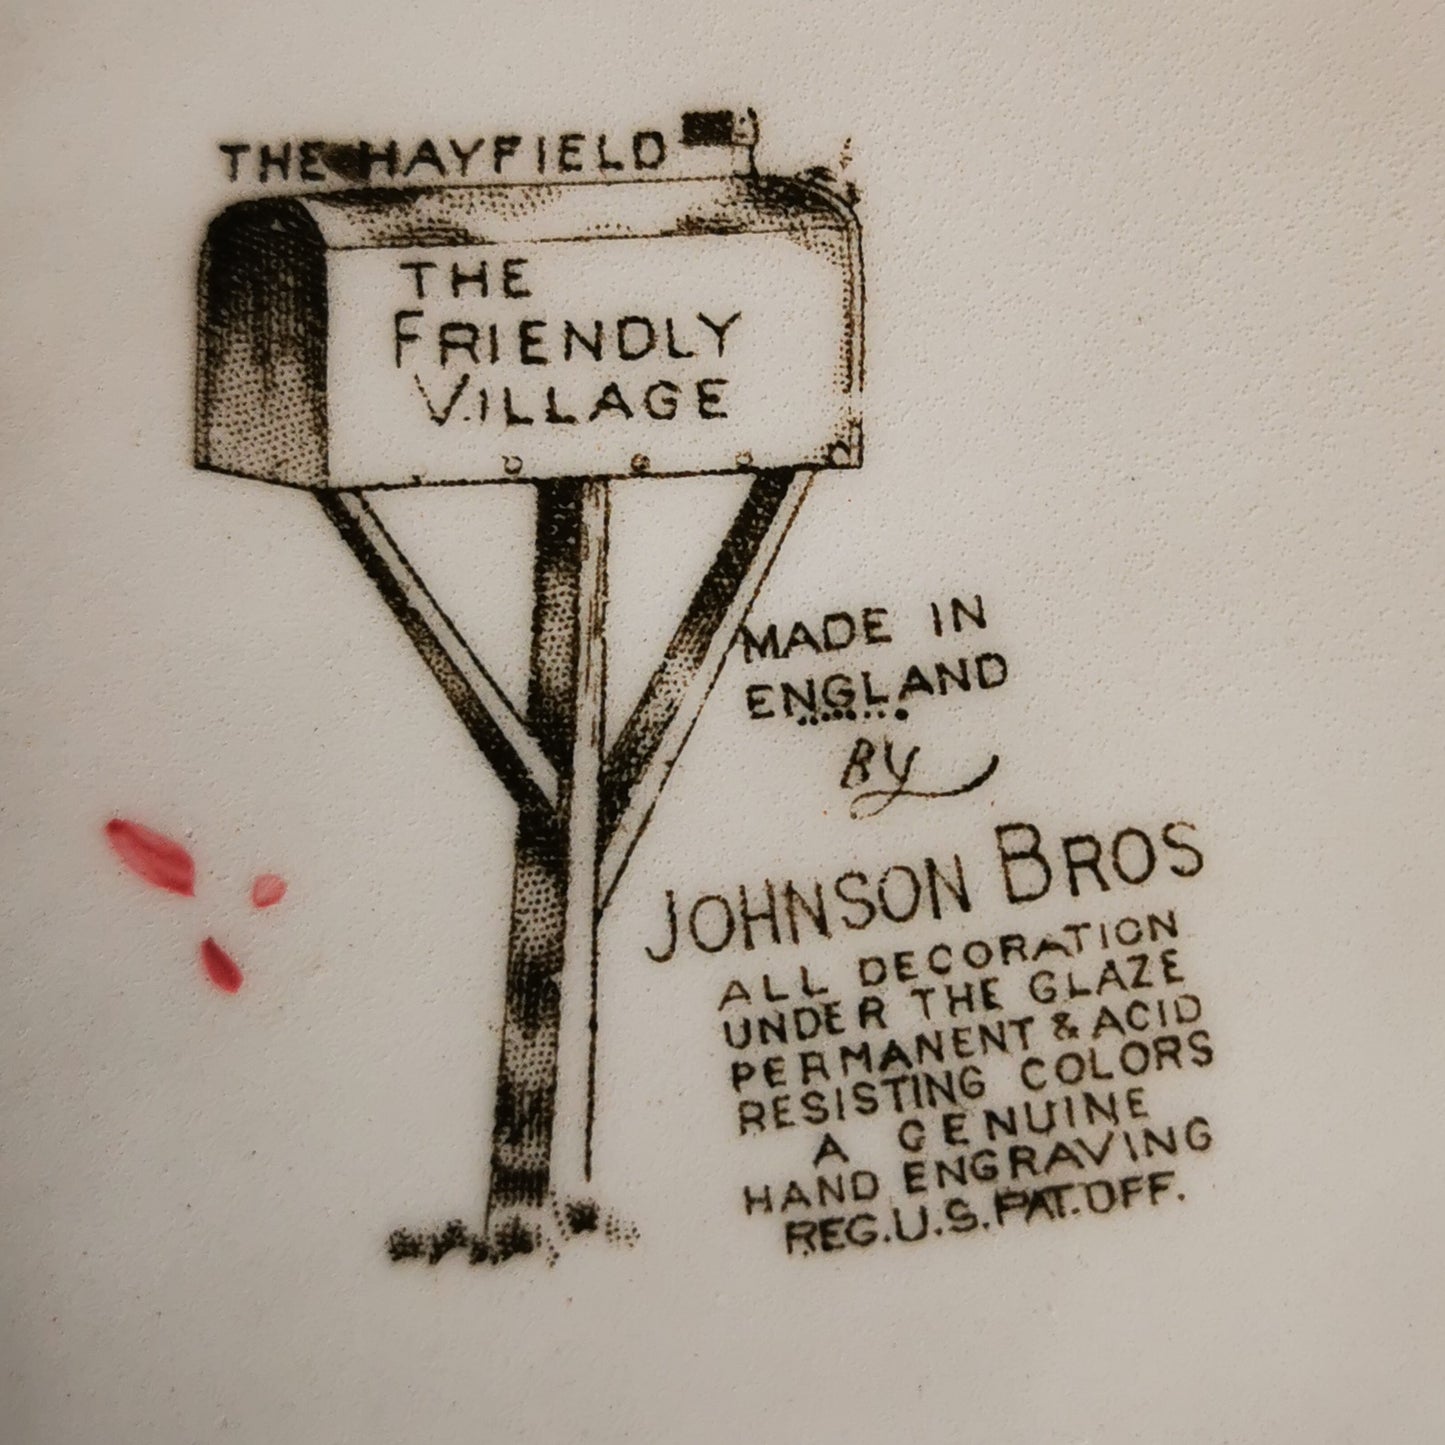 THE HAYFIELD
THE
FRIENDLY
VILLAGE
MADE IN
ENGLAND
BY
JOHNSON BROS
ALL DECORATION
UNDER THE GLAZE
PERMANENT & ACID
RESISTING COLORS
A GENUINE
HAND ENGRAVING
REG.U.S.PAT.OFF.